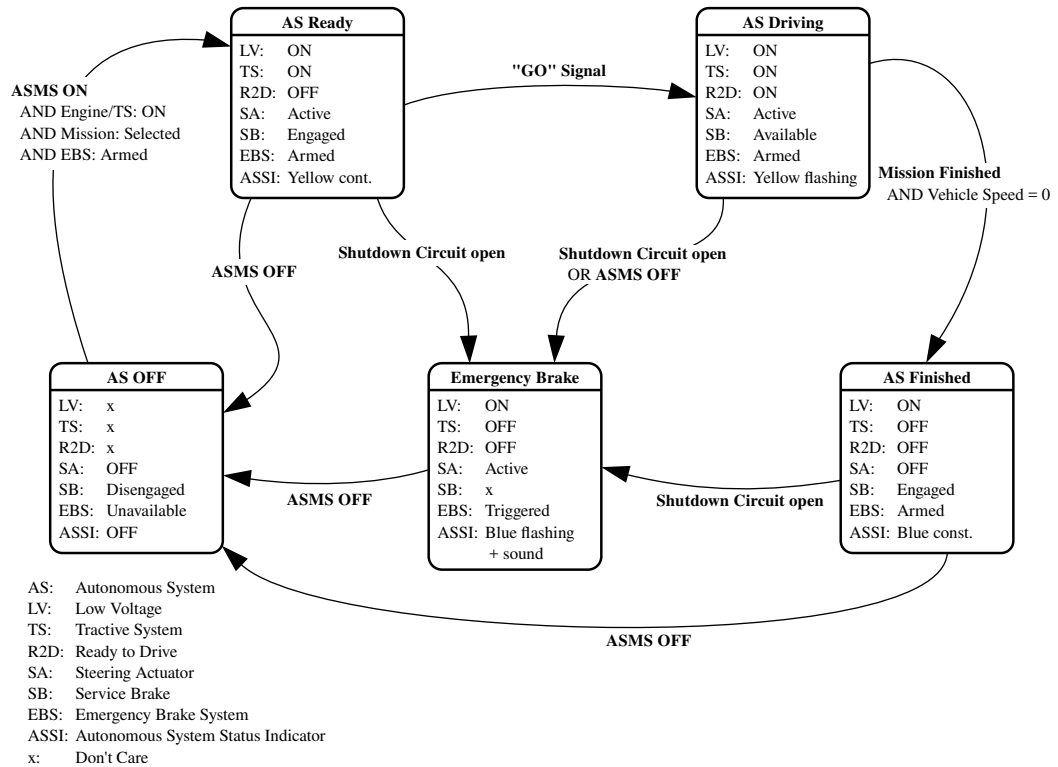 AS Ready
LV: ON
TS: ON
R2D: OFF
SA: Active
SB: Engaged
EBS: Armed
ASSI: Yellow cont.
AS Driving
LV: ON
TS: ON
R2D: ON
SA: Active
SB: Available
EBS: Armed
ASSI: Yellow flashing
"GO" Signal
ASMS ON
AND Engine/TS: ON
AND Mission: Selected
AND EBS: Armed
Mission Finished
AND Vehicle Speed = 0
ASMS OFF
Shutdown Circuit open
Shutdown Circuit open
OR ASMS OFF
AS OFF
LV: x
TS: x
R2D: x
SA: OFF
SB: Disengaged
EBS: Unavailable
ASSI: OFF
Emergency Brake
LV: ON
TS: OFF
R2D: OFF
SA: Active
SB: x
EBS: Triggered
ASSI: Blue flashing
+ sound
AS Finished
LV: ON
TS: OFF
R2D: OFF
SA: OFF
SB: Engaged
EBS: Armed
ASSI: Blue const.
ASMS OFF
Shutdown Circuit open
ASMS OFF
AS: Autonomous System
LV: Low Voltage
TS: Tractive System
R2D: Ready to Drive
SA: Steering Actuator
SB: Service Brake
EBS: Emergency Brake System
ASSI: Autonomous System Status Indicator
x: Don't Care